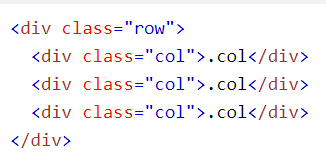 <div class="row">
  <div class="col">.col</div>
  <div class="col">.col</div>
  <div class="col">.col</div>
</div>